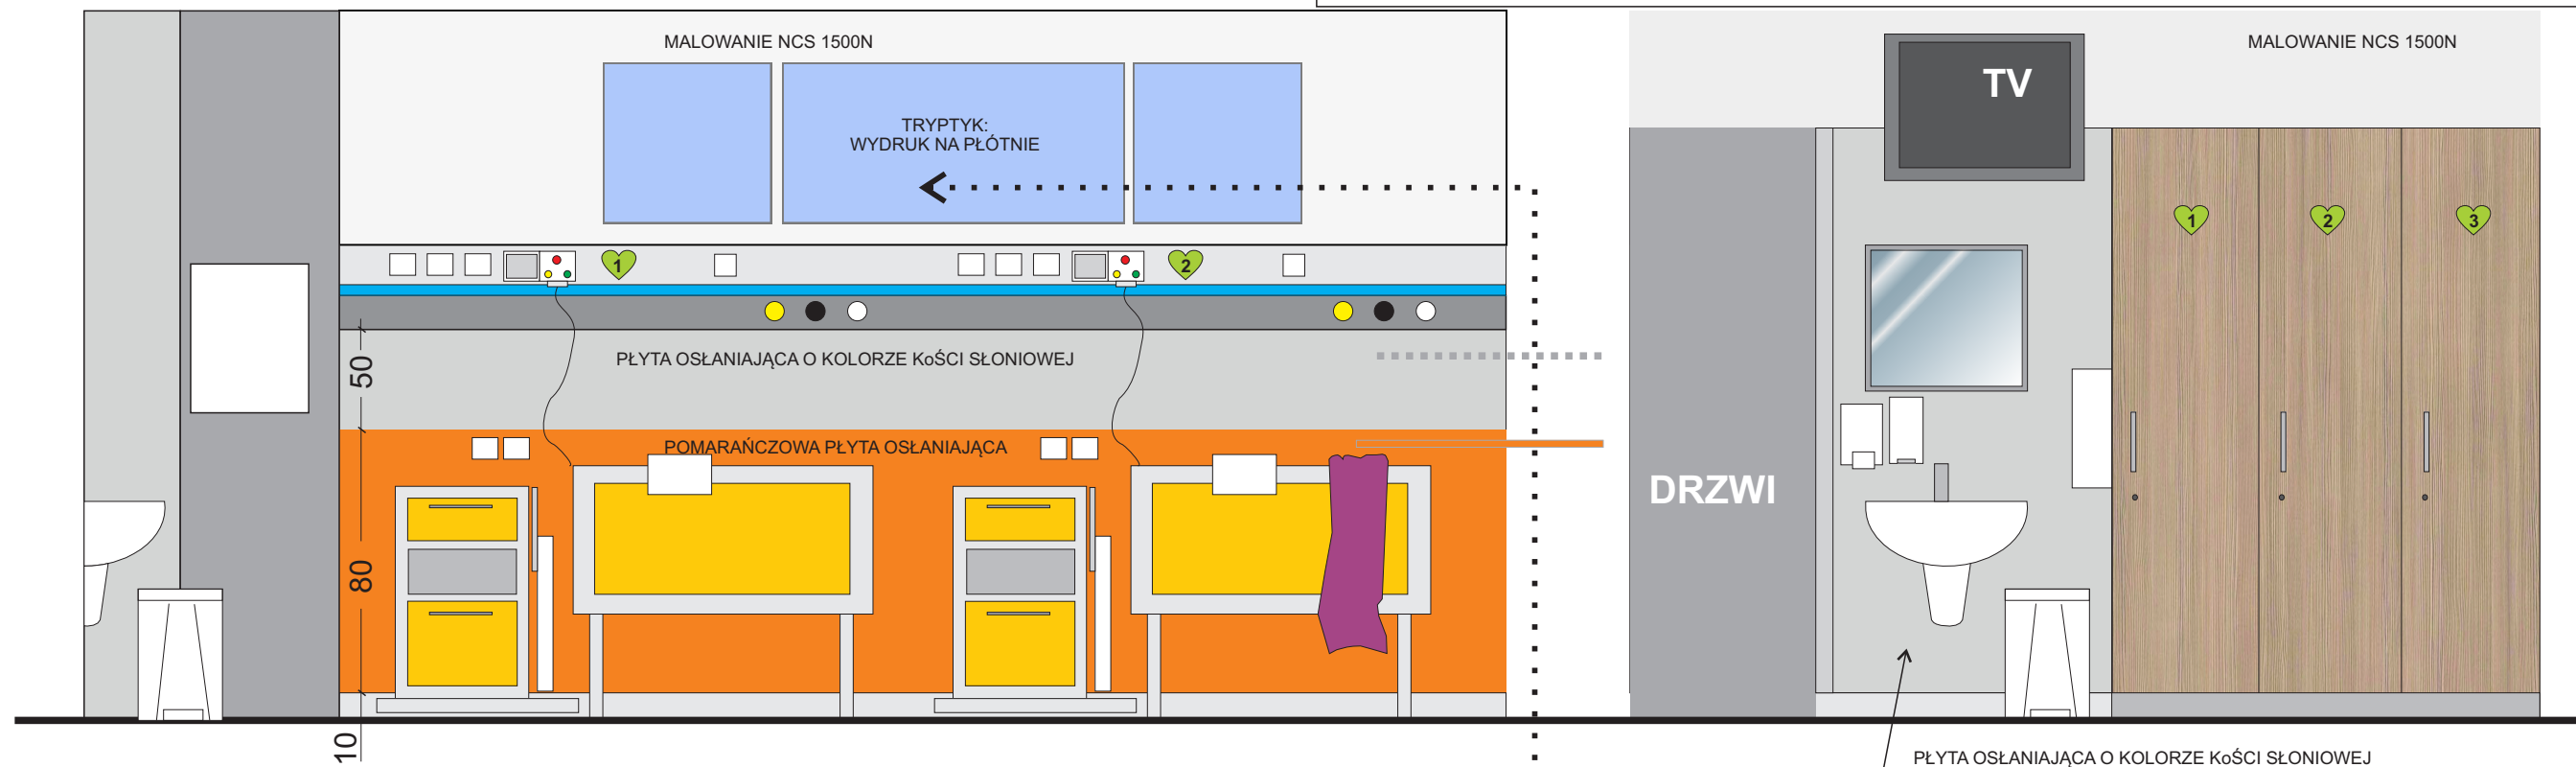 MALOWANIE NCS 1500N
TRYPTYK:
WYDRUK NA PŁÓTNIE
1
2
50
PŁYTA OSŁANIAJĄCA O KOLORZE KoŚCI SŁONIOWEJ
POMARAŃCZOWA PŁYTA OSŁANIAJĄCA
80
10
MALOWANIE NCS 1500N
TV
1
2
3
DRZWI
PŁYTA OSŁANIAJĄCA O KOLORZE KoŚCI SŁONIOWEJ